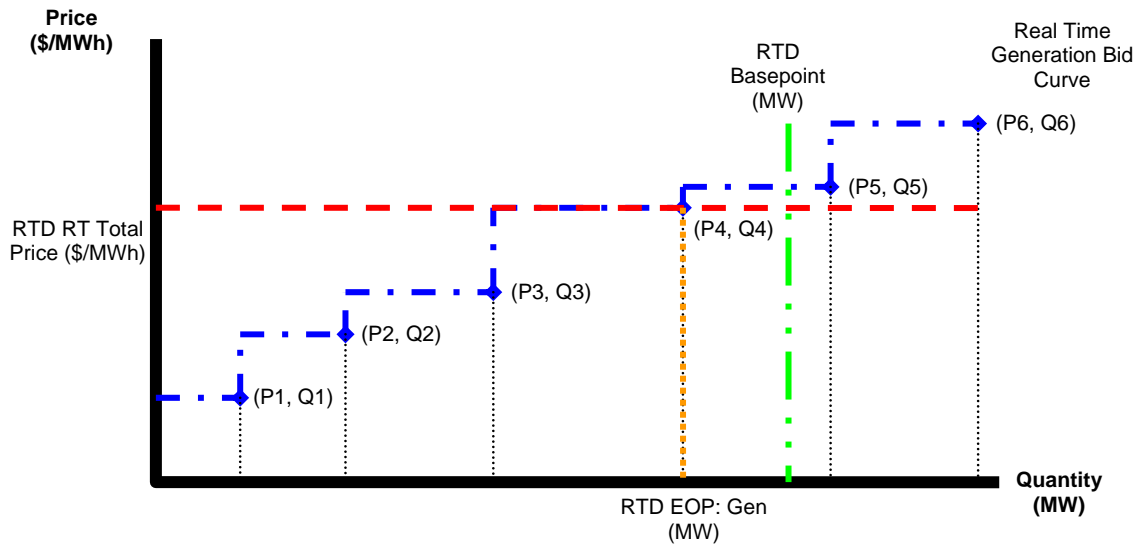 Price
($/MWh)
RTD
Basepoint
(MW)
Real Time
Generation Bid
Curve
(P6, Q6)
(P5, Q5)
RTD RT Total
Price ($/MWh)
(P4, Q4)
(P3, Q3)
(P2, Q2)
(P1, Q1)
Quantity
(MW)
RTD EOP: Gen
(MW)